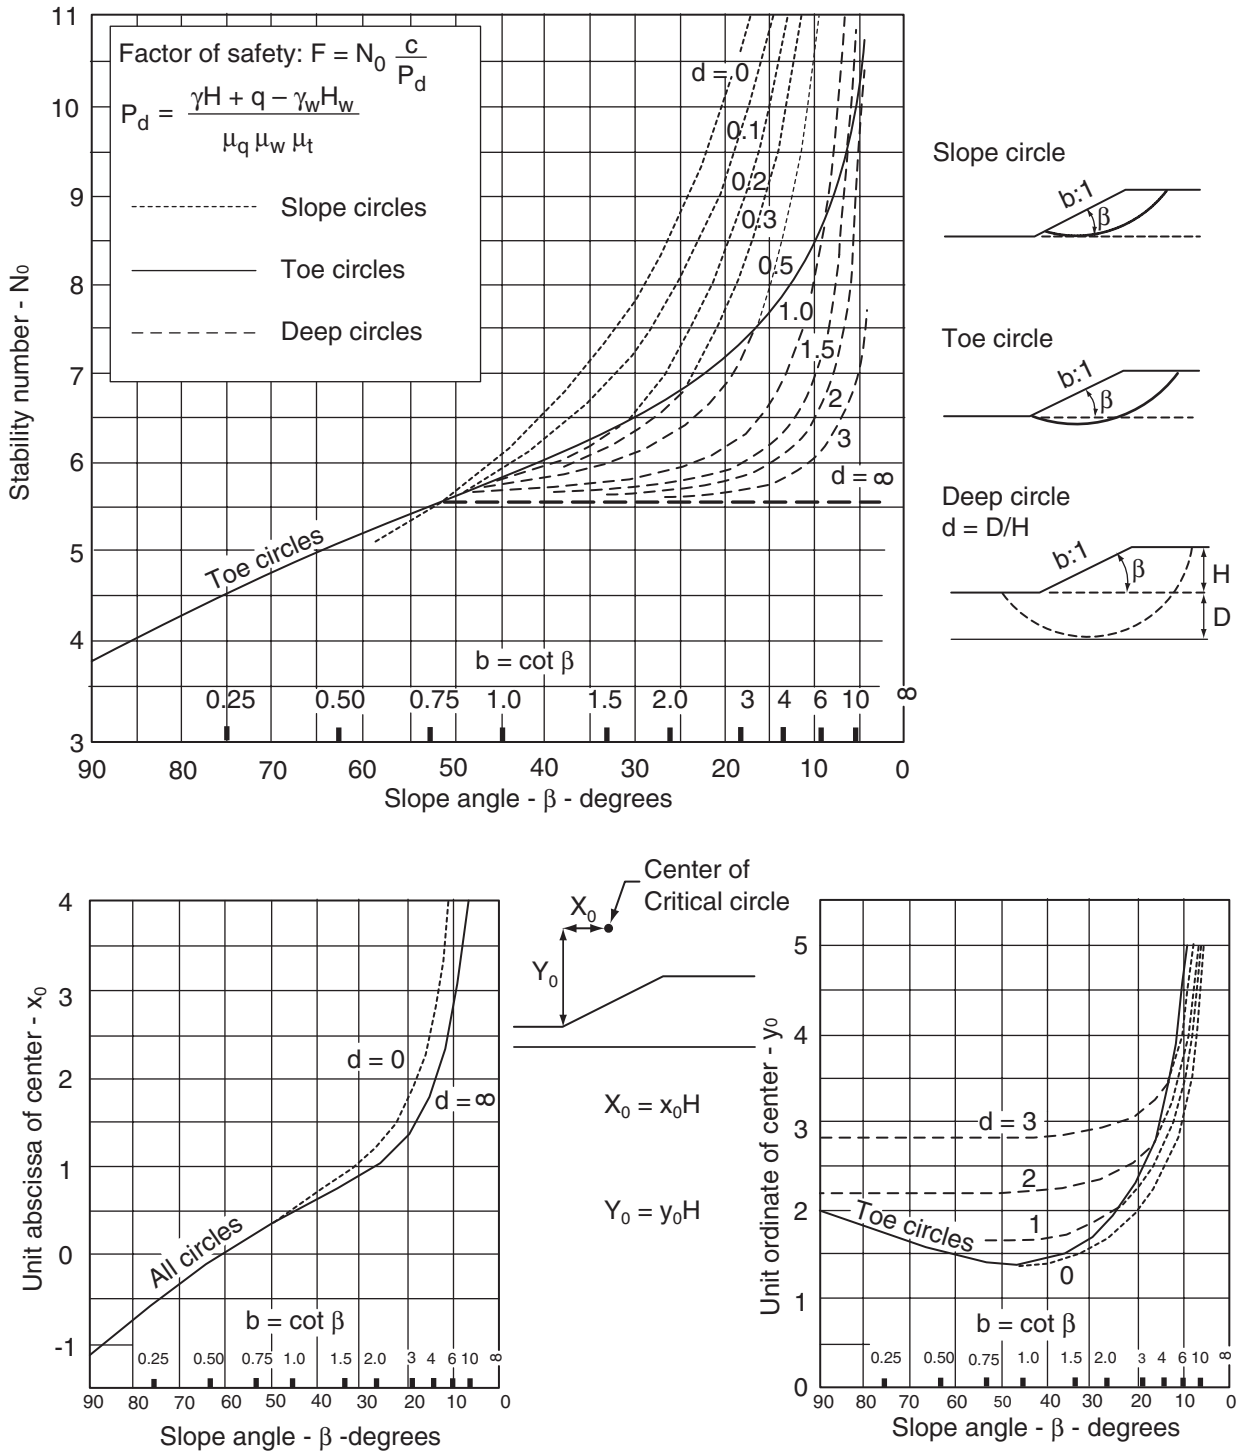 Factor of safety: F = N0 c / Pd
Pd = γH + q – γwHw / μq μw μt
Slope circles
Toe circles
Deep circles
11
10
9
8
7
6
5
4
3
Stability number - N0
d = 0
0.1
0.2
0.3
0.5
1.0
1.5
2
3
d = ∞
Toe circles
b = cot β
0.25 0.50 0.75 1.0 1.5 2.0 3 4 6 10 ∞
90 80 70 60 50 40 30 20 10 0
Slope angle - β - degrees
Slope circle
b:1
β
Toe circle
b:1
β
Deep circle
d = D/H
b:1
β
H
D
4
3
2
1
0
-1
Unit abscissa of center - x0
d = 0
d = ∞
All circles
b = cot β
0.25 0.50 0.75 1.0 1.5 2.0 3 4 6 10 ∞
90 80 70 60 50 40 30 20 10 0
Slope angle - β -degrees
Center of
Critical circle
X0
Y0
X0 = x0H
Y0 = y0H
5
4
3
2
1
0
Unit ordinate of center - y0
d = 3
2
1
0
Toe circles
b = cot β
0.25 0.50 0.75 1.0 1.5 2.0 3 4 6 10 ∞
90 80 70 60 50 40 30 20 10 0
Slope angle - β - degrees